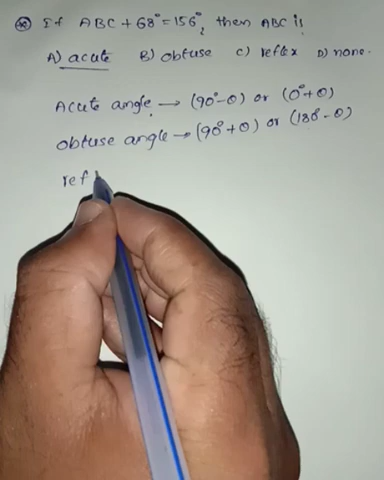 ※ If ABC + 68° = 156°, then ABC is
A) acute B) obtuse C) reflex D) none.
Acute angle → (90°-θ) or (0°+θ)
obtuse angle → (90°+θ) or (180°-θ)
ref